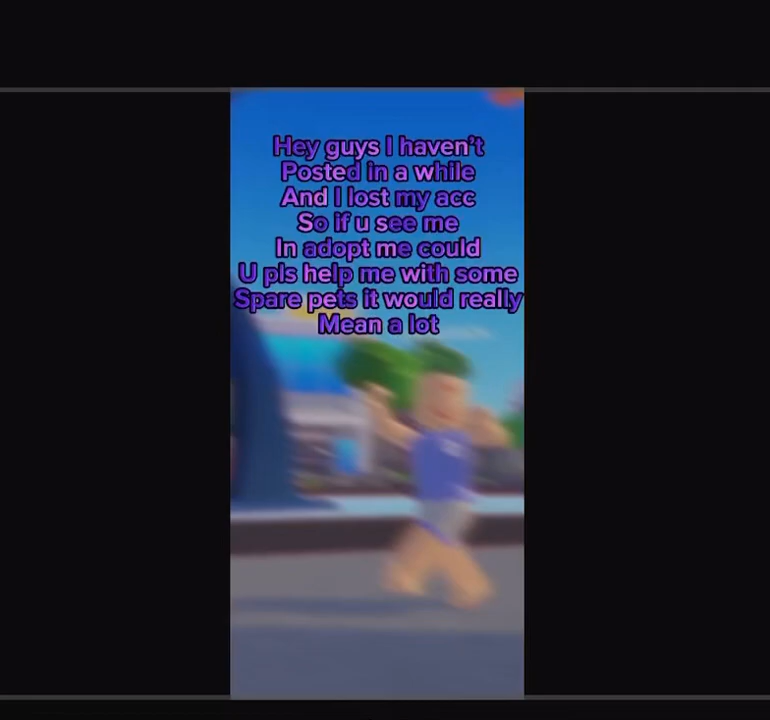 Hey guys I haven't
Posted in a while
And I lost my acc
So if u see me
In adopt me could
U pls help me with some
Spare pets it would really
Mean a lot